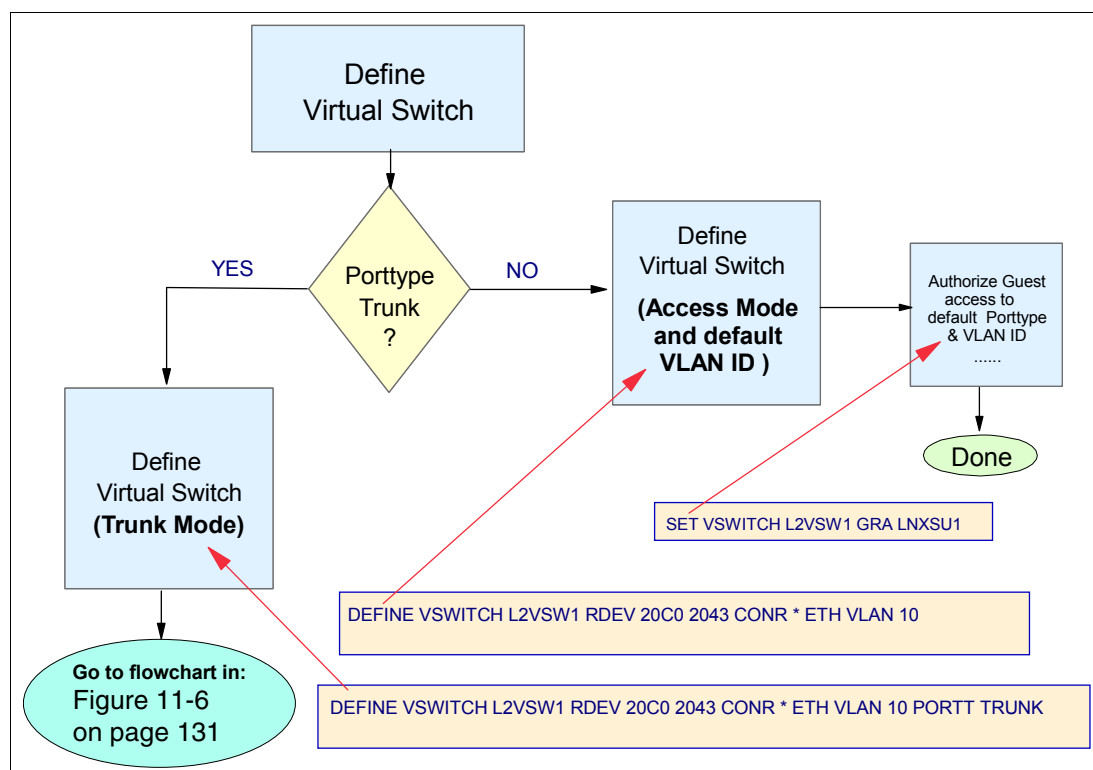 Define
Virtual Switch
YES
Porttype
Trunk
?
NO
Define
Virtual Switch
(Access Mode
and default
VLAN ID )
Authorize Guest
access to
default Porttype
& VLAN ID
......
Done
Define
Virtual Switch
(Trunk Mode)
SET VSWITCH L2VSW1 GRA LNXSU1
DEFINE VSWITCH L2VSW1 RDEV 20C0 2043 CONR * ETH VLAN 10
Go to flowchart in:
Figure 11-6
on page 131
DEFINE VSWITCH L2VSW1 RDEV 20C0 2043 CONR * ETH VLAN 10 PORTT TRUNK